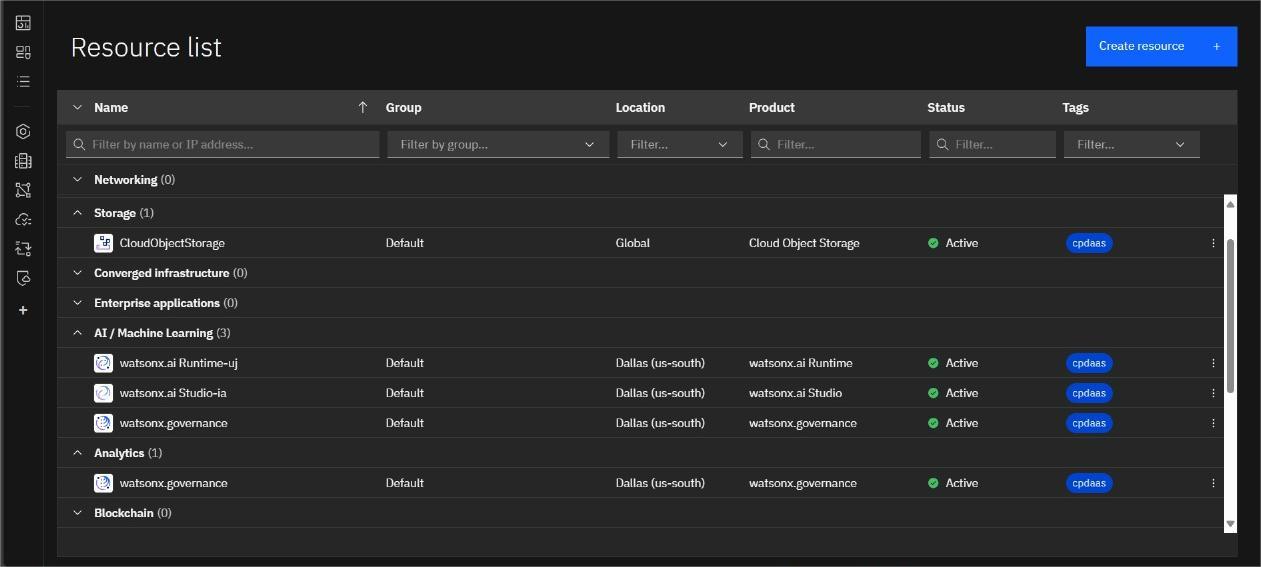 Resource list
Create resource +
Name Group Location Product Status Tags
Filter by name or IP address... Filter by group... Filter... Filter... Filter... Filter...
Networking (0)
Storage (1)
CloudObjectStorage Default Global Cloud Object Storage Active cpdaas
Converged infrastructure (0)
Enterprise applications (0)
AI / Machine Learning (3)
watsonx.ai Runtime-uj Default Dallas (us-south) watsonx.ai Runtime Active cpdaas
watsonx.ai Studio-ia Default Dallas (us-south) watsonx.ai Studio Active cpdaas
watsonx.governance Default Dallas (us-south) watsonx.governance Active cpdaas
Analytics (1)
watsonx.governance Default Dallas (us-south) watsonx.governance Active cpdaas
Blockchain (0)